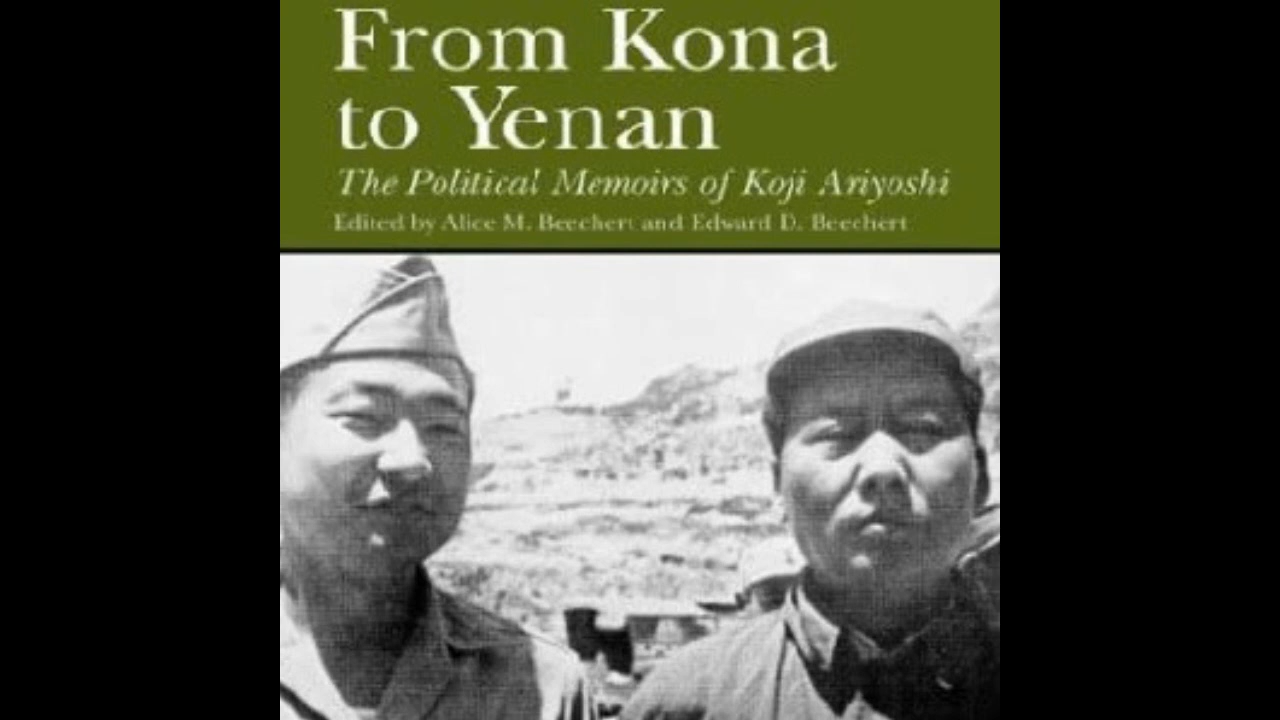 From Kona
to Yenan
The Political Memoirs of Koji Ariyoshi
Edited by Alice M. Beechert and Edward D. Beechert